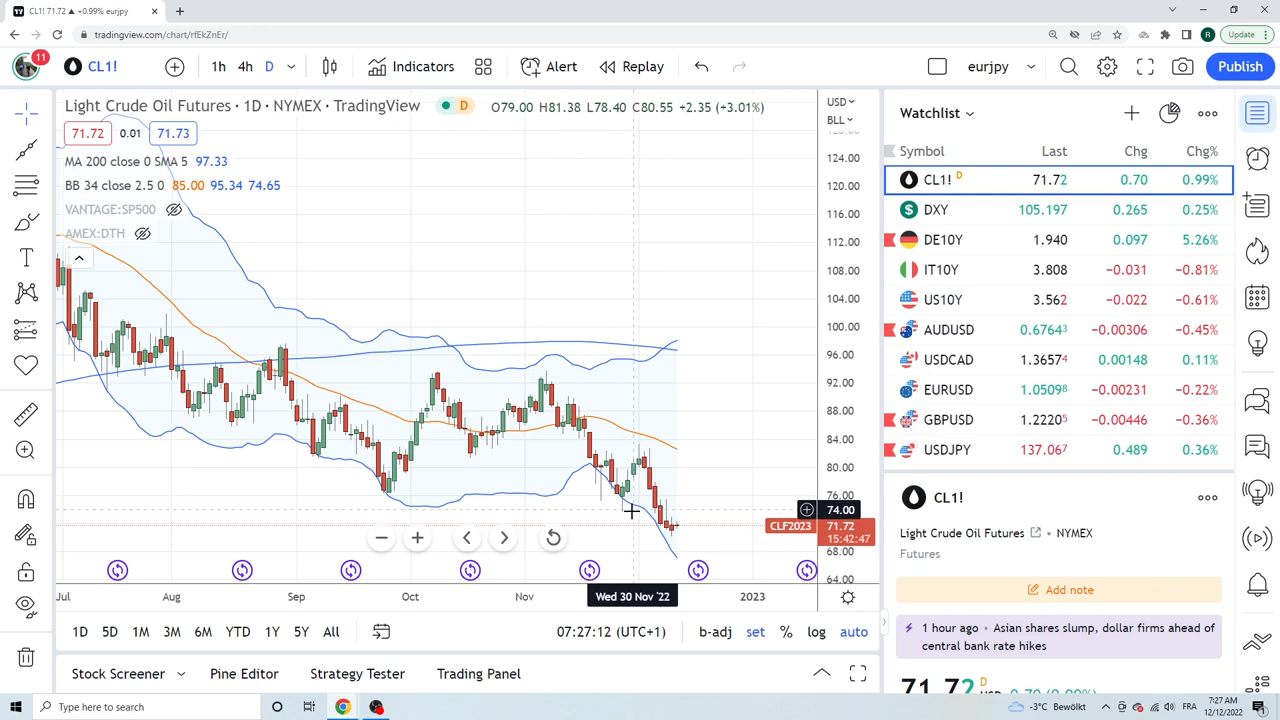 CL1! 71.72 ▲ +0.99% eurjpy
tradingview.com/chart/rfEkZnEr/
Update
11
CL1!
1h 4h D Indicators Alert Replay eurjpy Publish
Light Crude Oil Futures · 1D · NYMEX · TradingView D O79.00 H81.38 L78.40 C80.55 +2.35 (+3.01%)
71.72 0.01 71.73
MA 200 close 0 SMA 5 97.33
BB 34 close 2.5 0 85.00 95.34 74.65
VANTAGE:SP500
AMEX:DTH
USD
BLL
128.00
124.00
120.00
116.00
112.00
108.00
104.00
100.00
96.00
92.00
88.00
84.00
80.00
76.00
74.00
CLF2023 71.72
15:42:47
68.00
64.00
Jul Aug Sep Oct Nov Wed 30 Nov '22 2023
1D 5D 1M 3M 6M YTD 1Y 5Y All 07:27:12 (UTC+1) b-adj set % log auto
Stock Screener Pine Editor Strategy Tester Trading Panel
Watchlist
Symbol Last Chg Chg%
CL1! D 71.72 0.70 0.99%
DXY 105.197 0.265 0.25%
DE10Y 1.940 0.097 5.26%
IT10Y 3.808 −0.031 −0.81%
US10Y 3.562 −0.022 −0.61%
AUDUSD 0.67643 −0.00306 −0.45%
USDCAD 1.36574 0.00148 0.11%
EURUSD 1.05098 −0.00231 −0.22%
GBPUSD 1.22205 −0.00446 −0.36%
USDJPY 137.067 0.489 0.36%
CL1!
Light Crude Oil Futures • NYMEX
Futures
Add note
1 hour ago • Asian shares slump, dollar firms ahead of
central bank rate hikes
71.72 D USD 0.70 (0.99%)
Type here to search
-3°C Bewölkt FRA 7:27 AM
12/12/2022